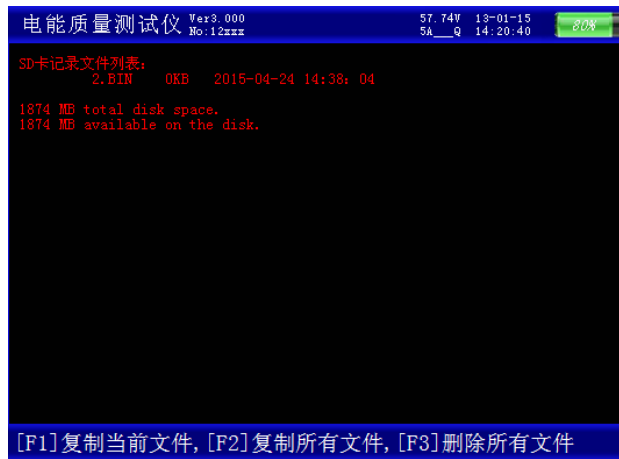 电能质量测试仪 Ver3.000 57.74V 13-01-15 80%
No:12xxx 5A___Q 14:20:40
SD卡记录文件列表:
2.BIN 0KB 2015-04-24 14:38: 04
1874 MB total disk space.
1874 MB available on the disk.
[F1]复制当前文件,[F2]复制所有文件,[F3]删除所有文件